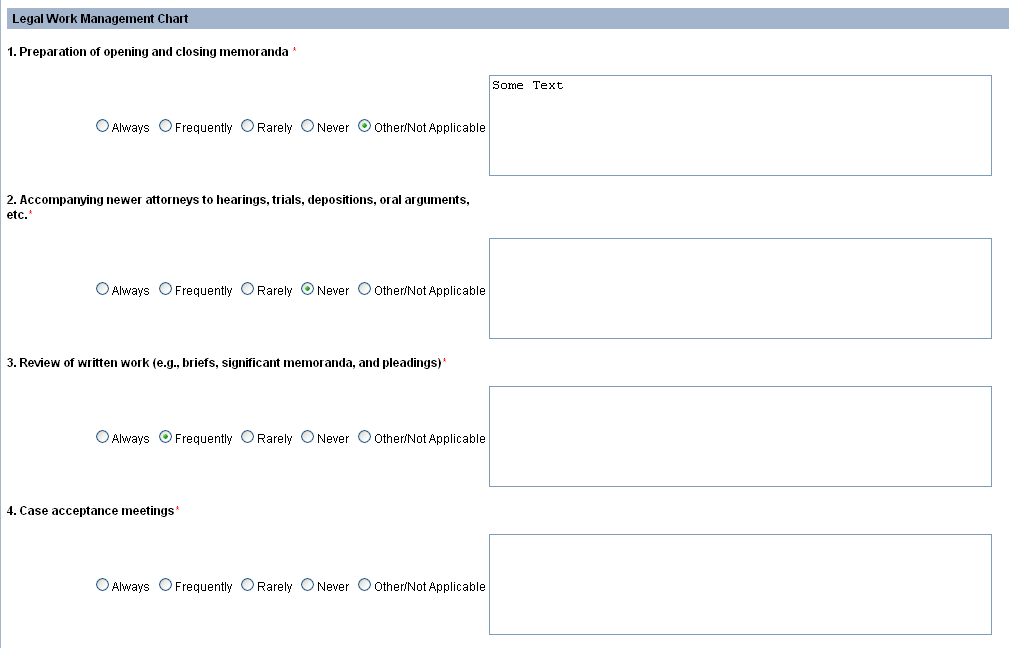 Legal Work Management Chart
1. Preparation of opening and closing memoranda *
Some Text
Always Frequently Rarely Never Other/Not Applicable
2. Accompanying newer attorneys to hearings, trials, depositions, oral arguments,
etc.*
Always Frequently Rarely Never Other/Not Applicable
3. Review of written work (e.g., briefs, significant memoranda, and pleadings)*
Always Frequently Rarely Never Other/Not Applicable
4. Case acceptance meetings*
Always Frequently Rarely Never Other/Not Applicable